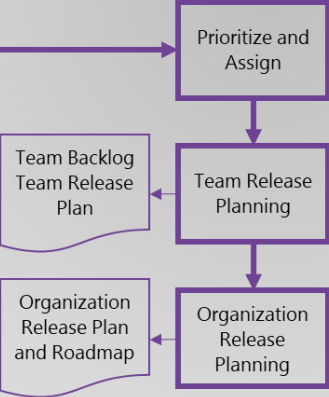 Prioritize and
Assign
Team Backlog
Team Release
Plan
Team Release
Planning
Organization
Release Plan
and Roadmap
Organization
Release
Planning